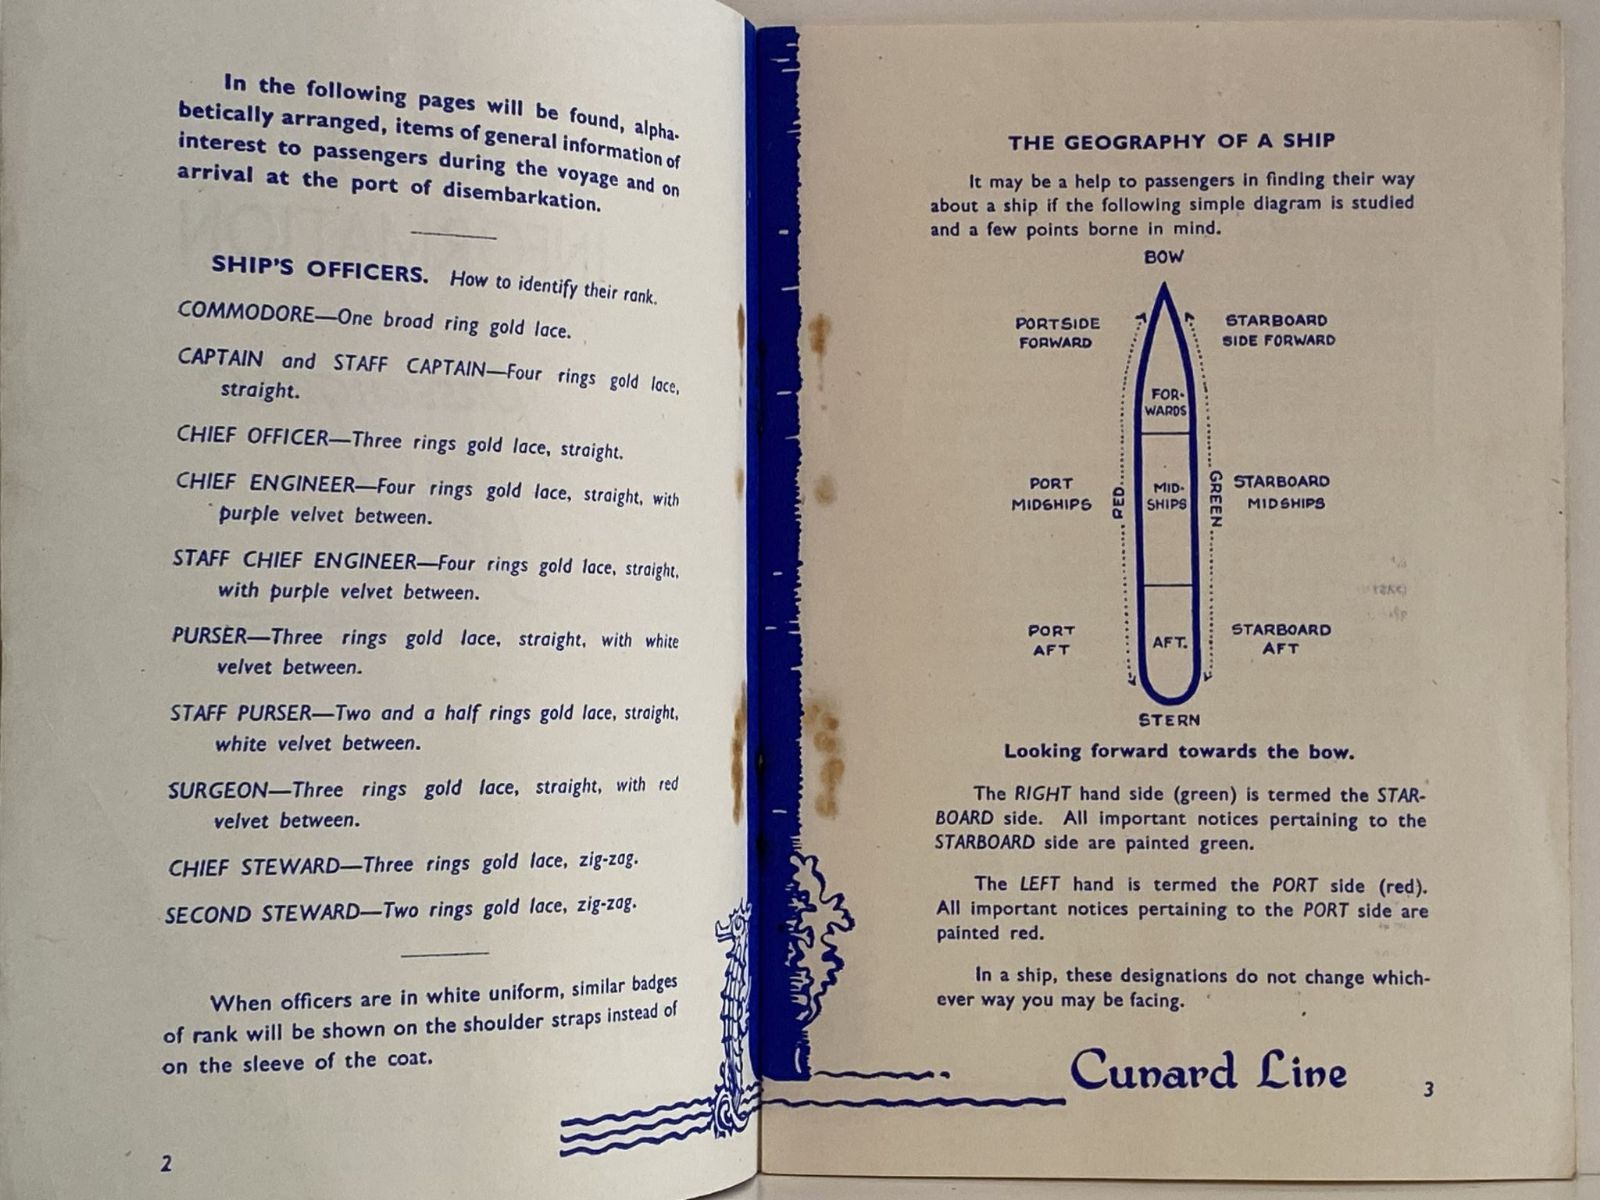 In the following pages will be found, alpha-
betically arranged, items of general information of
interest to passengers during the voyage and on
arrival at the port of disembarkation.
SHIP'S OFFICERS. How to identify their rank.
COMMODORE—One broad ring gold lace.
CAPTAIN and STAFF CAPTAIN—Four rings gold lace,
straight.
CHIEF OFFICER—Three rings gold lace, straight.
CHIEF ENGINEER—Four rings gold lace, straight, with
purple velvet between.
STAFF CHIEF ENGINEER—Four rings gold lace, straight,
with purple velvet between.
PURSER—Three rings gold lace, straight, with white
velvet between.
STAFF PURSER—Two and a half rings gold lace, straight,
white velvet between.
SURGEON—Three rings gold lace, straight, with red
velvet between.
CHIEF STEWARD—Three rings gold lace, zig-zag.
SECOND STEWARD—Two rings gold lace, zig-zag.
When officers are in white uniform, similar badges
of rank will be shown on the shoulder straps instead of
on the sleeve of the coat.
2
THE GEOGRAPHY OF A SHIP
It may be a help to passengers in finding their way
about a ship if the following simple diagram is studied
and a few points borne in mind.
BOW
PORTSIDE
FORWARD
STARBOARD
SIDE FORWARD
FOR-
WARDS
PORT
MIDSHIPS
RED
MID-
SHIPS
GREEN
STARBOARD
MIDSHIPS
PORT
AFT
AFT.
STARBOARD
AFT
STERN
Looking forward towards the bow.
The RIGHT hand side (green) is termed the STAR-
BOARD side. All important notices pertaining to the
STARBOARD side are painted green.
The LEFT hand is termed the PORT side (red).
All important notices pertaining to the PORT side are
painted red.
In a ship, these designations do not change which-
ever way you may be facing.
Cunard Line
3